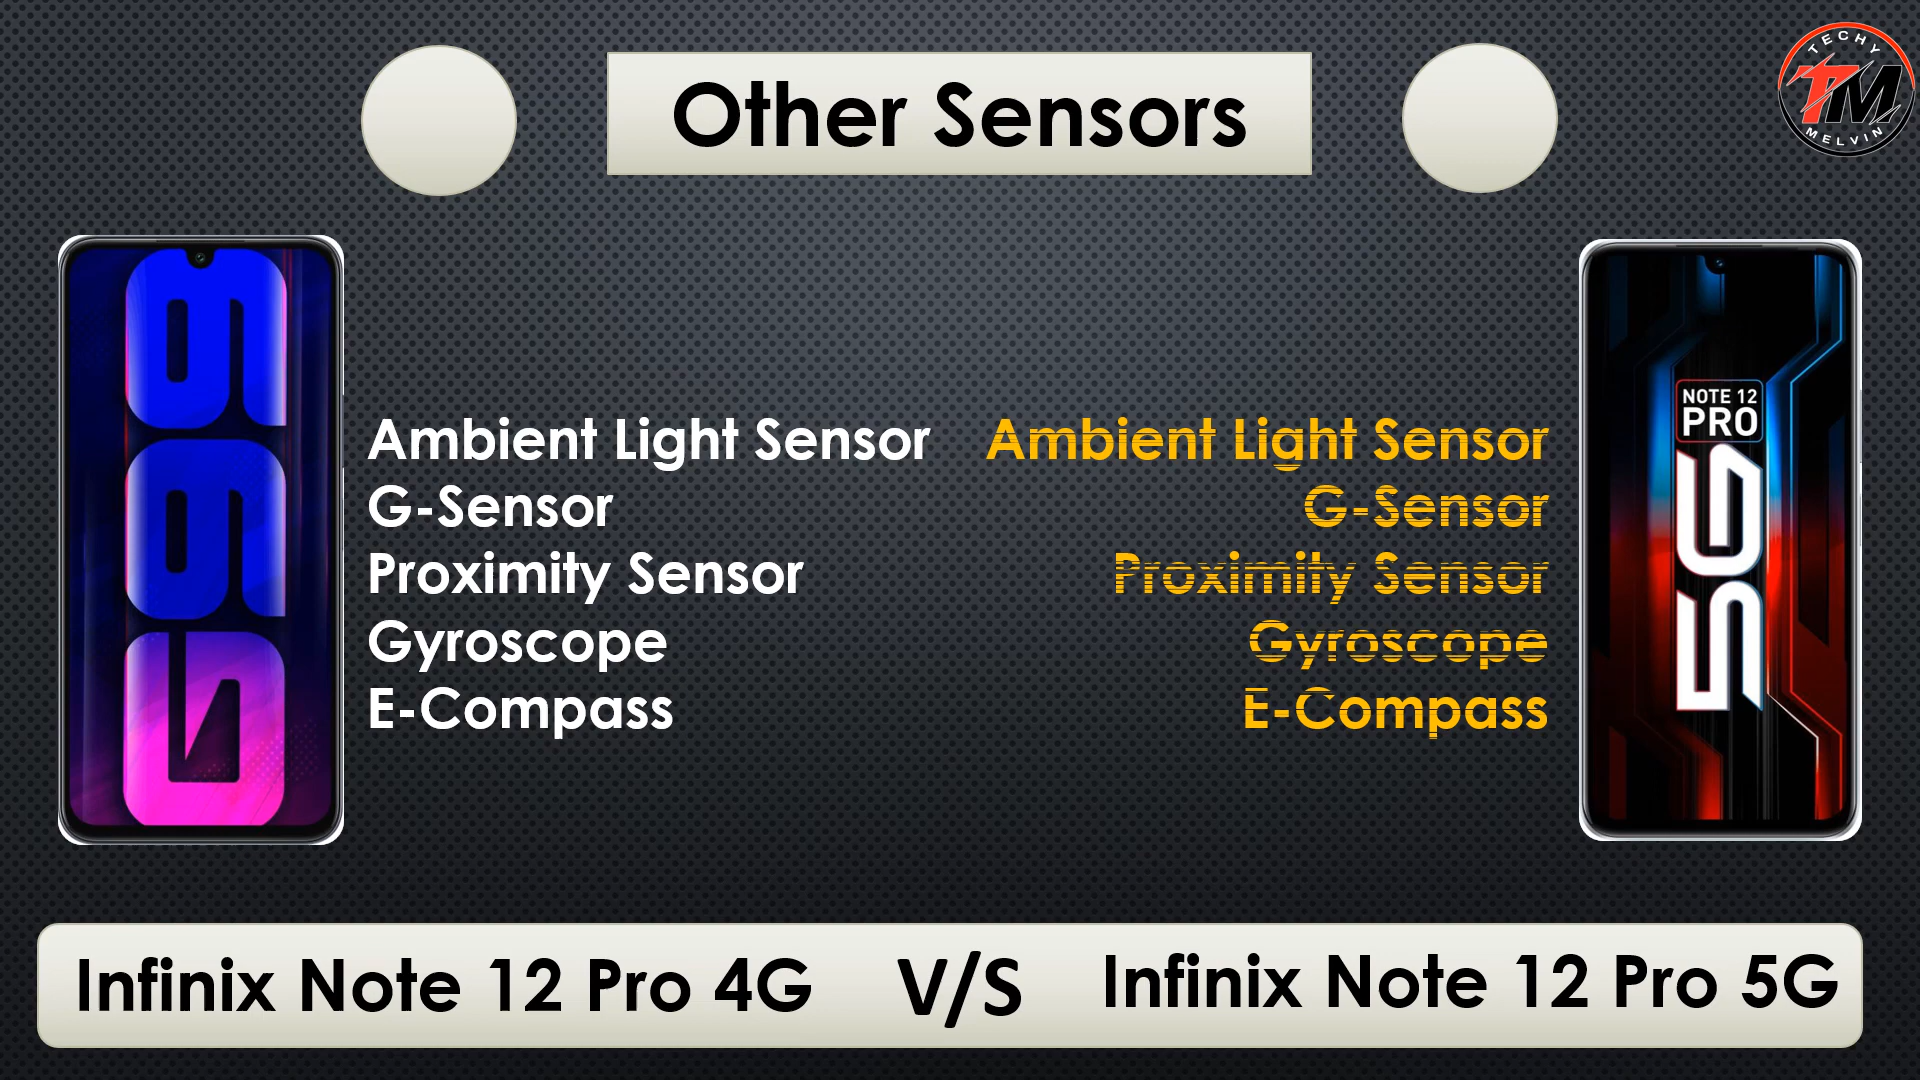 Other Sensors
TECHY
TM
MELVIN
Ambient Light Sensor
G-Sensor
Proximity Sensor
Gyroscope
E-Compass
Ambient Light Sensor
G-Sensor
Proximity Sensor
Gyroscope
E-Compass
G99
NOTE 12
PRO
5G
Infinix Note 12 Pro 4G
V/S
Infinix Note 12 Pro 5G